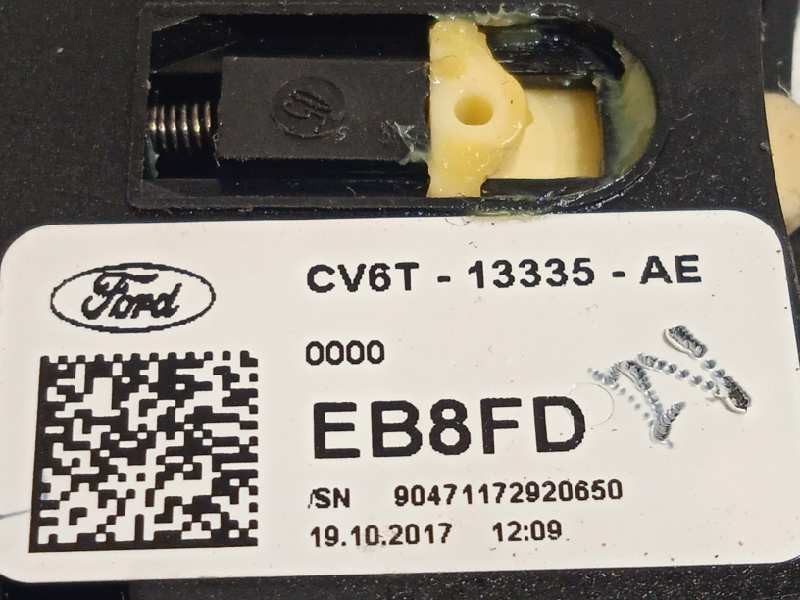 Ford
CV6T - 13335 - AE
0000
EB8FD
/SN 90471172920650
19.10.2017 12:09